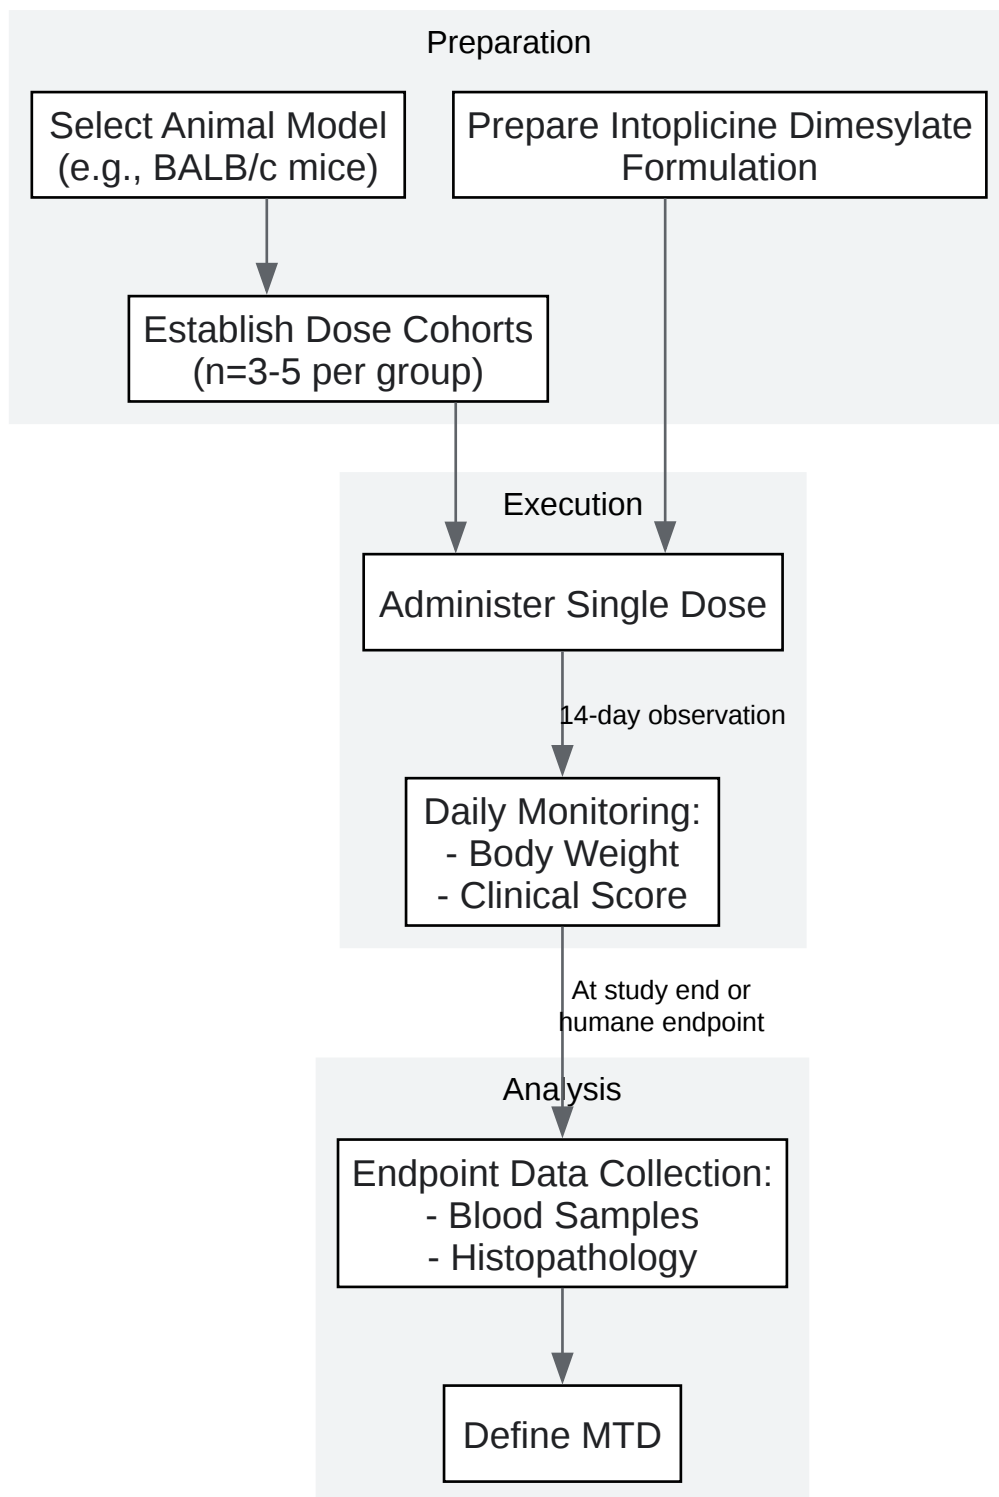 Preparation
Select Animal Model
(e.g., BALB/c mice)
Prepare Intoplicine Dimesylate
Formulation
Establish Dose Cohorts
(n=3-5 per group)
Execution
Administer Single Dose
14-day observation
Daily Monitoring:
- Body Weight
- Clinical Score
At study end or
humane endpoint
Analysis
Endpoint Data Collection:
- Blood Samples
- Histopathology
Define MTD